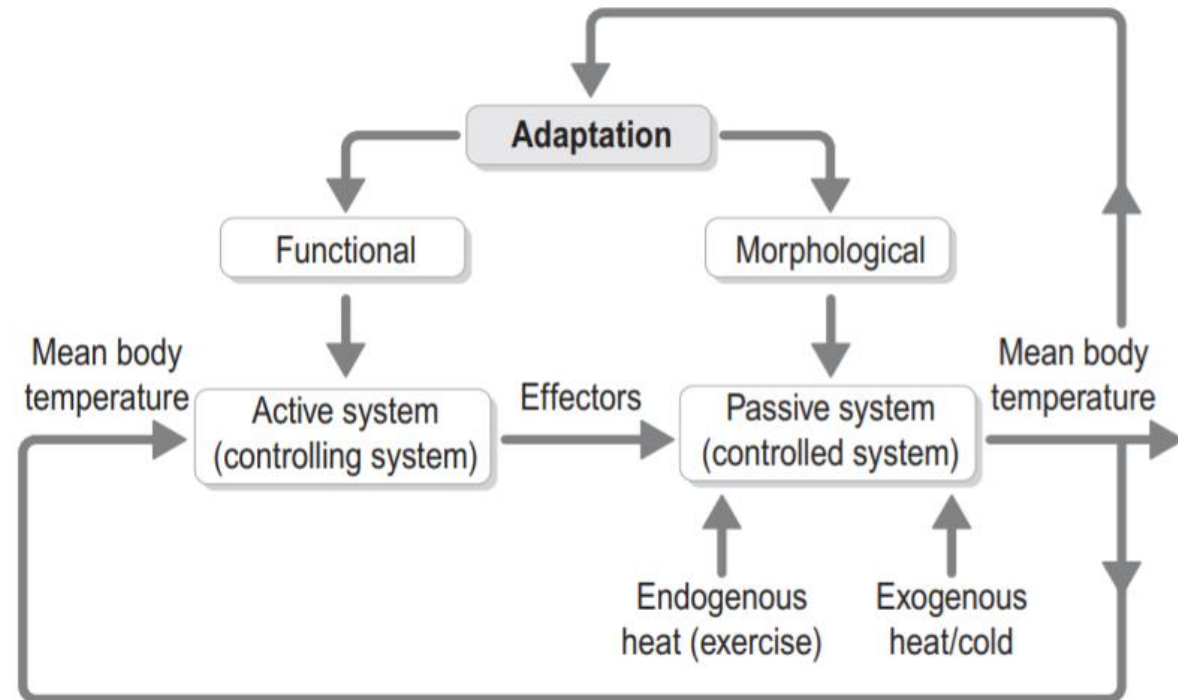 Adaptation
Functional
Morphological
Mean body
temperature
Active system
(controlling system)
Effectors
Passive system
(controlled system)
Mean body
temperature
Endogenous
heat (exercise)
Exogenous
heat/cold